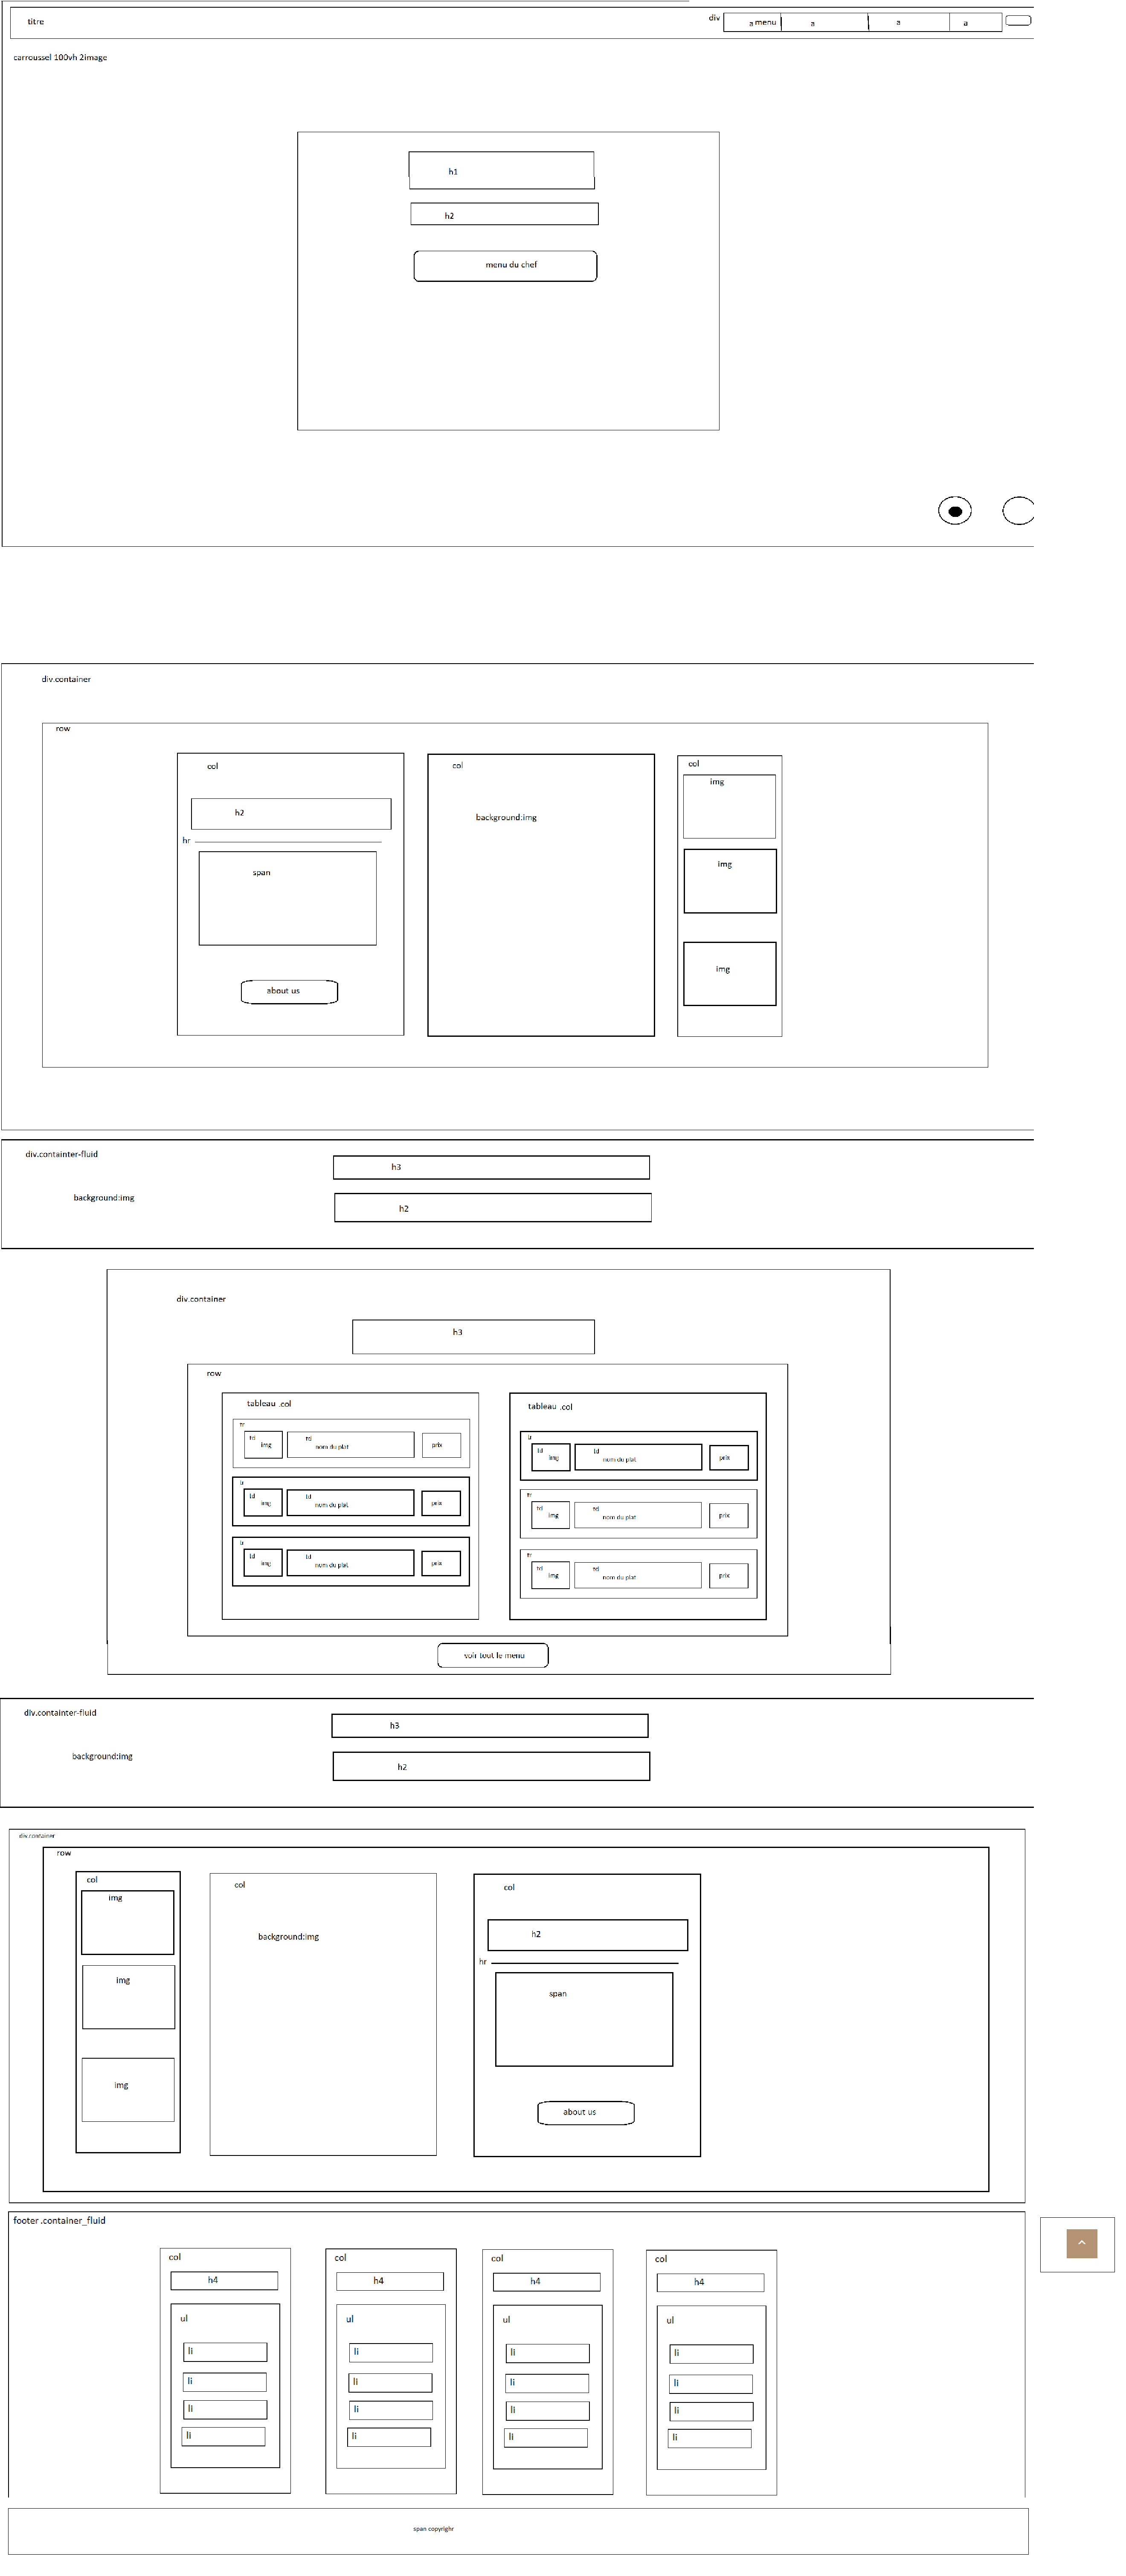 titre
div
a menu
a
a
a
carroussel 100vh 2image
h1
h2
menu du chef
div.container
row
col
h2
hr
span
about us
col
background:img
col
img
img
img
div.containter-fluid
background:img
h3
h2
div.container
h3
row
tableau .col
tr
td
img
td
nom du plat
prix
tr
td
img
td
nom du plat
prix
tr
td
img
td
nom du plat
prix
tableau .col
tr
td
img
td
nom du plat
prix
tr
td
img
td
nom du plat
prix
tr
td
img
td
nom du plat
prix
voir tout le menu
div.containter-fluid
background:img
h3
h2
div.container
row
col
img
img
img
col
background:img
col
h2
hr
span
about us
footer .container_fluid
col
h4
ul
li
li
li
li
col
h4
ul
li
li
li
li
col
h4
ul
li
li
li
li
col
h4
ul
li
li
li
li
span copyrighr